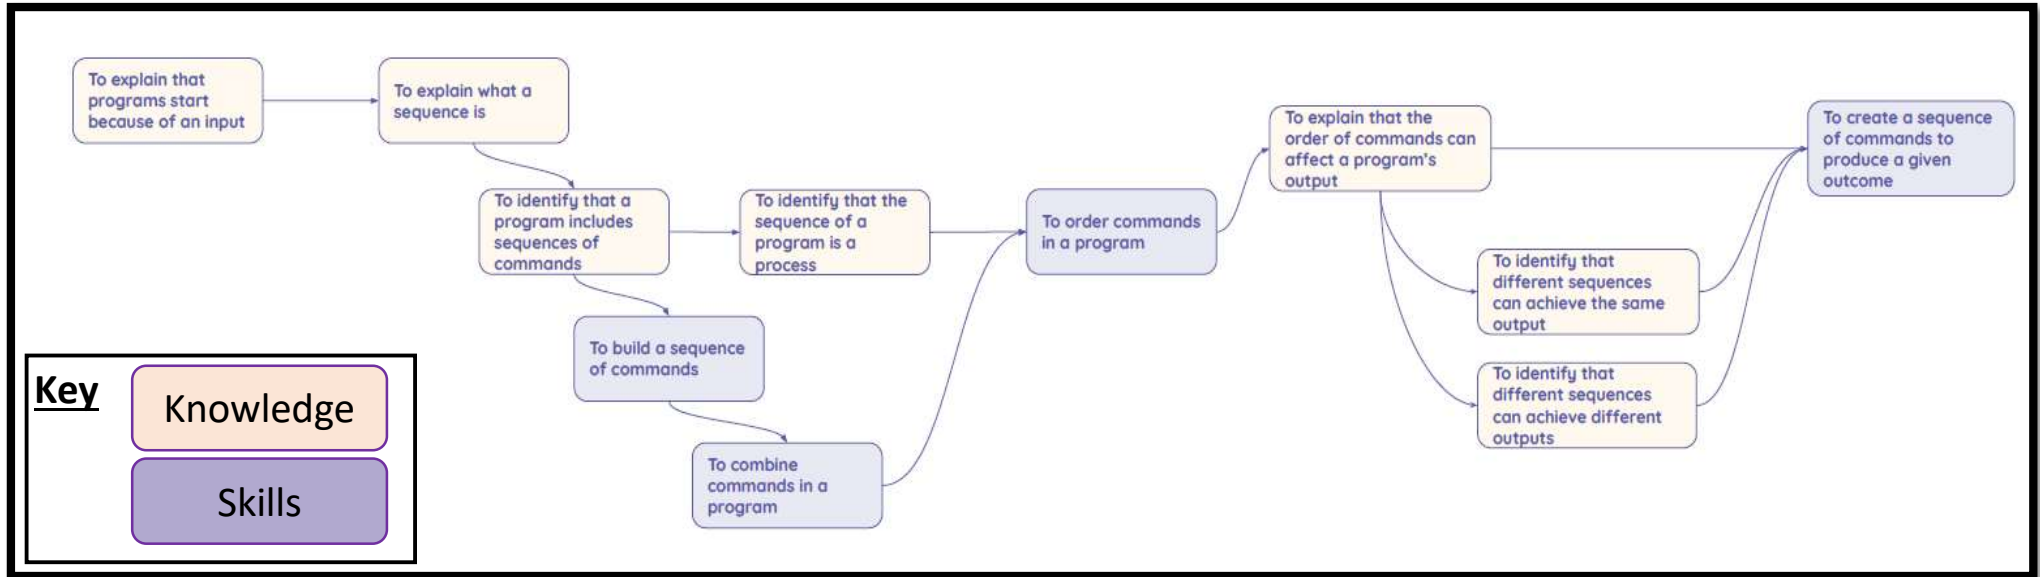 To explain that
programs start
because of an input
To explain what a
sequence is
To identify that a
program includes
sequences of
commands
To identify that the
sequence of a
program is a
process
To build a sequence
of commands
To combine
commands in a
program
To order commands
in a program
To explain that the
order of commands can
affect a program's
output
To identify that
different sequences
can achieve the same
output
To identify that
different sequences
can achieve different
outputs
To create a sequence
of commands to
produce a given
outcome
Key
Knowledge
Skills